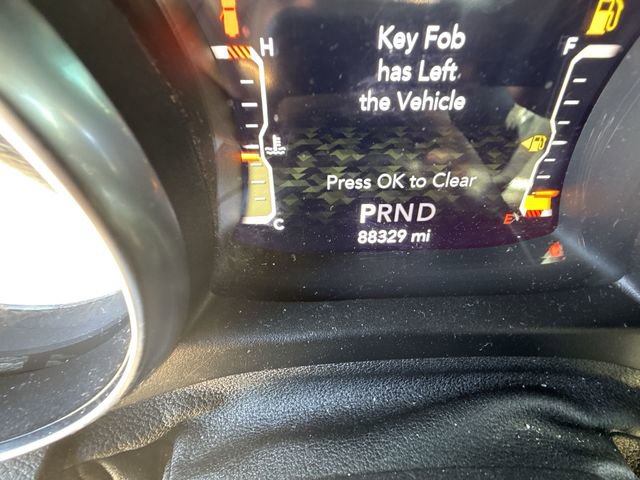 Key Fob
has Left
the Vehicle
H
F
Press OK to Clear
C
PRND
E
88329 mi